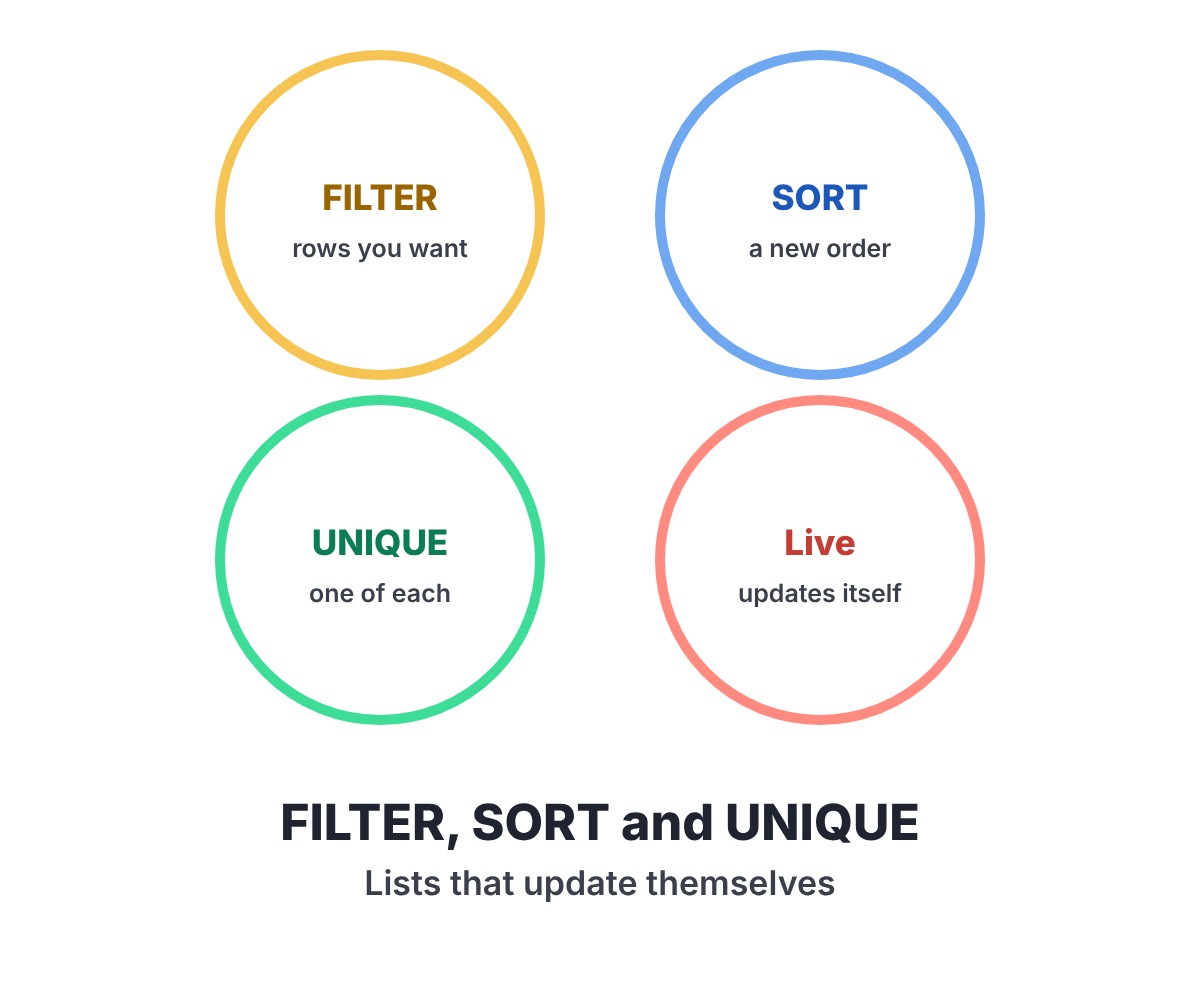 FILTER
rows you want
SORT
a new order
UNIQUE
one of each
Live
updates itself
FILTER, SORT and UNIQUE
Lists that update themselves